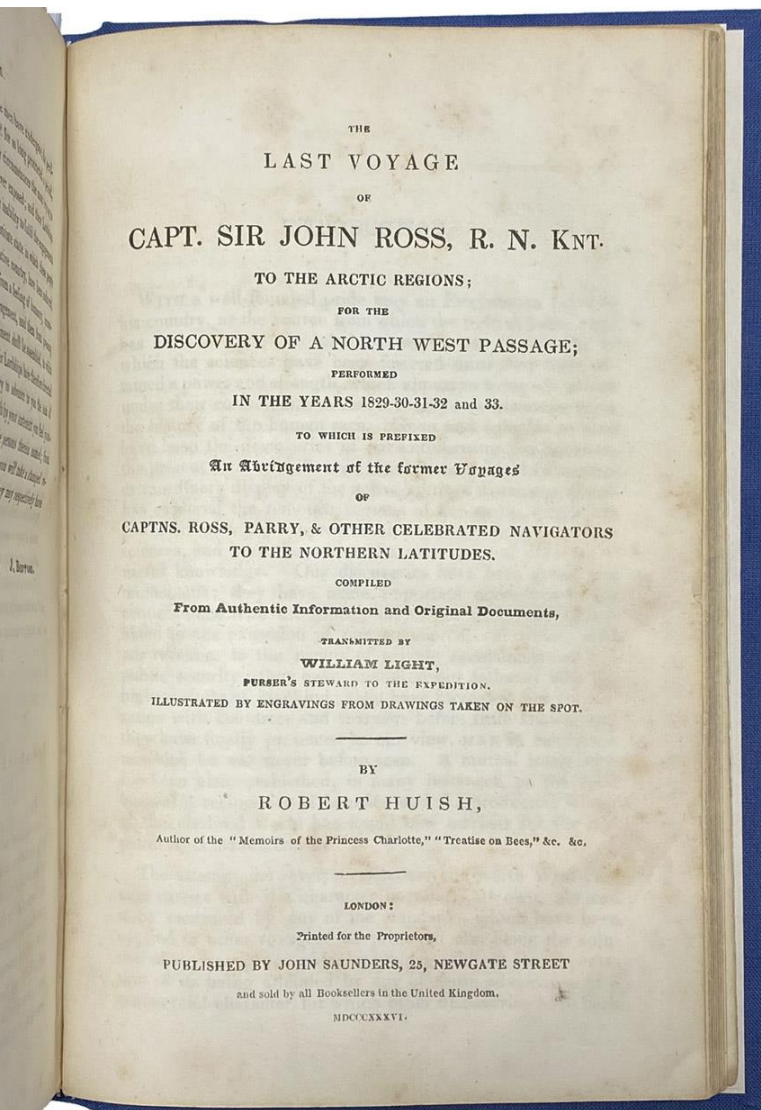 J. Barrow.
THE
LAST VOYAGE
OF
CAPT. SIR JOHN ROSS, R. N. KNT.
TO THE ARCTIC REGIONS;
FOR THE
DISCOVERY OF A NORTH WEST PASSAGE;
PERFORMED
IN THE YEARS 1829-30-31-32 and 33.
TO WHICH IS PREFIXED
An Abridgement of the former Voyages
OF
CAPTNS. ROSS, PARRY, & OTHER CELEBRATED NAVIGATORS
TO THE NORTHERN LATITUDES.
COMPILED
From Authentic Information and Original Documents,
TRANSMITTED BY
WILLIAM LIGHT,
PURSER'S STEWARD TO THE EXPEDITION.
ILLUSTRATED BY ENGRAVINGS FROM DRAWINGS TAKEN ON THE SPOT.
BY
ROBERT HUISH,
Author of the "Memoirs of the Princess Charlotte," "Treatise on Bees," &c. &c.
LONDON:
Printed for the Proprietors,
PUBLISHED BY JOHN SAUNDERS, 25, NEWGATE STREET
and sold by all Booksellers in the United Kingdom.
MDCCCXXXVI.